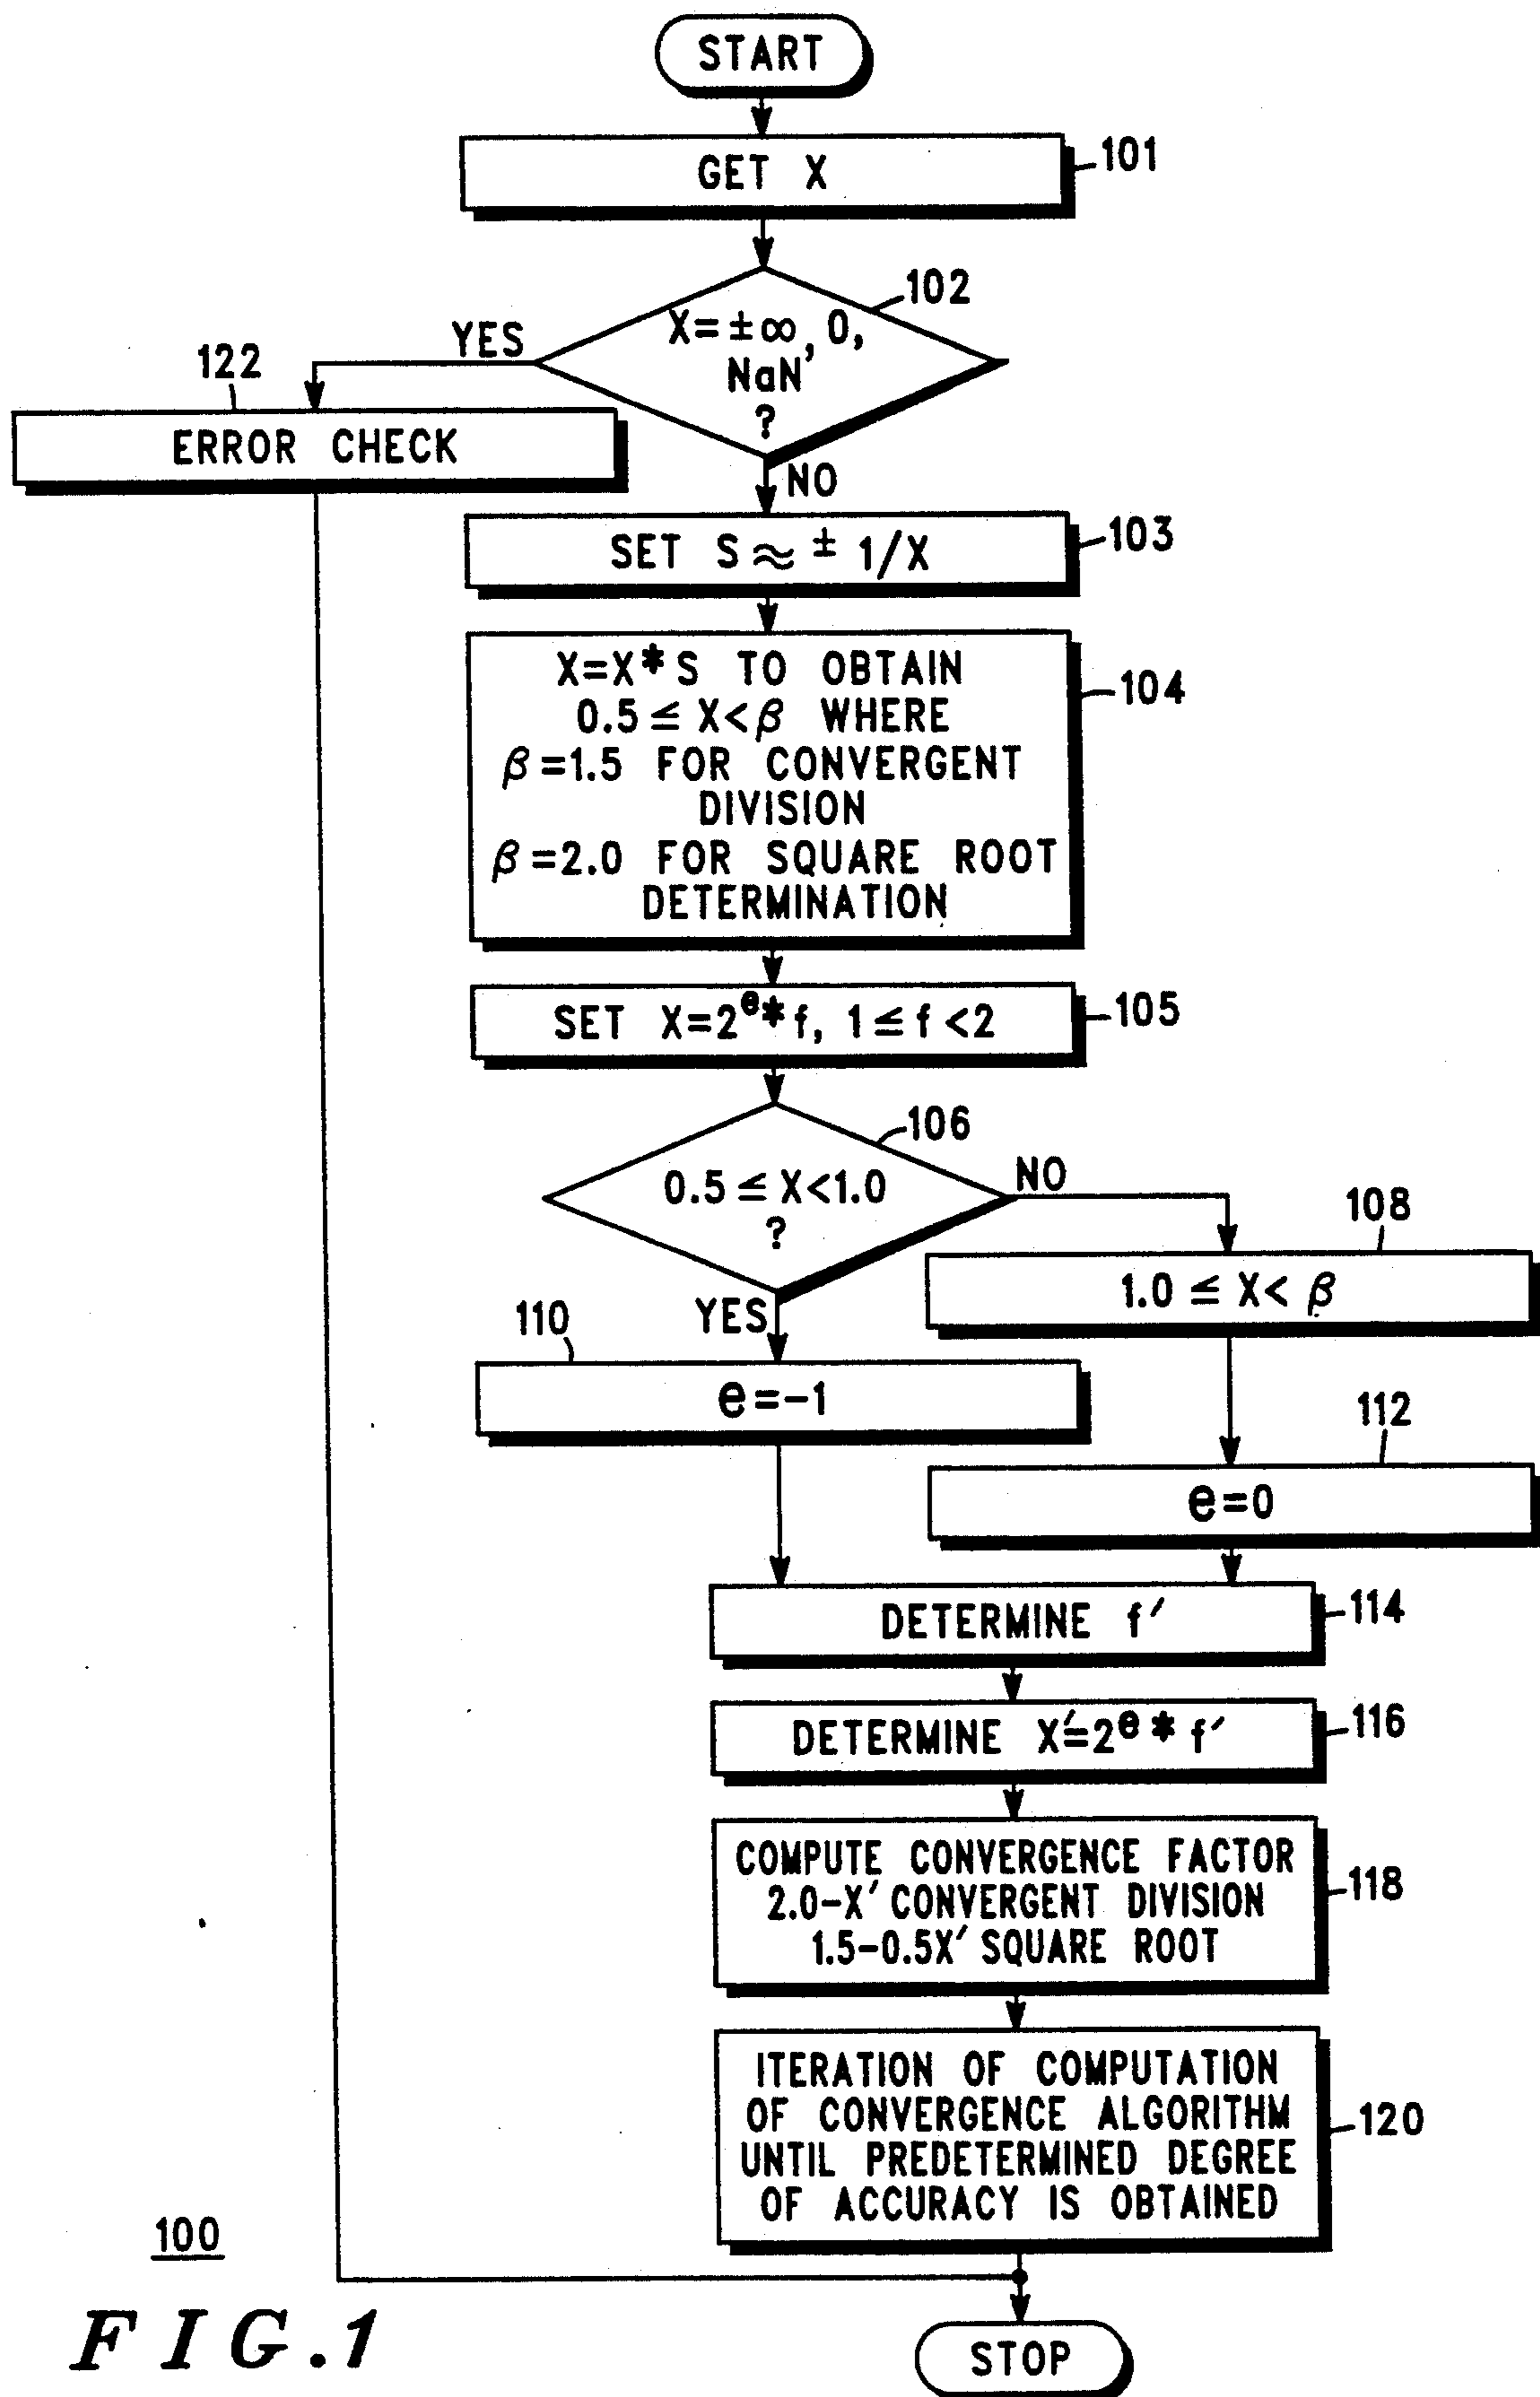 START
GET X
101
102
X=±∞, 0,
NaN'
?
YES
122
ERROR CHECK
NO
SET S ≈ ± 1/X
103
X=X*S TO OBTAIN
0.5 ≤ X<β WHERE
β=1.5 FOR CONVERGENT
DIVISION
β=2.0 FOR SQUARE ROOT
DETERMINATION
104
SET X=2^e*f, 1≤f<2
105
106
0.5 ≤ X<1.0
?
NO
108
1.0 ≤ X< β
YES
110
e=-1
112
e=0
DETERMINE f'
114
DETERMINE X'=2^e * f'
116
COMPUTE CONVERGENCE FACTOR
2.0-X' CONVERGENT DIVISION
1.5-0.5X' SQUARE ROOT
118
ITERATION OF COMPUTATION
OF CONVERGENCE ALGORITHM
UNTIL PREDETERMINED DEGREE
OF ACCURACY IS OBTAINED
120
100
STOP
FIG.1